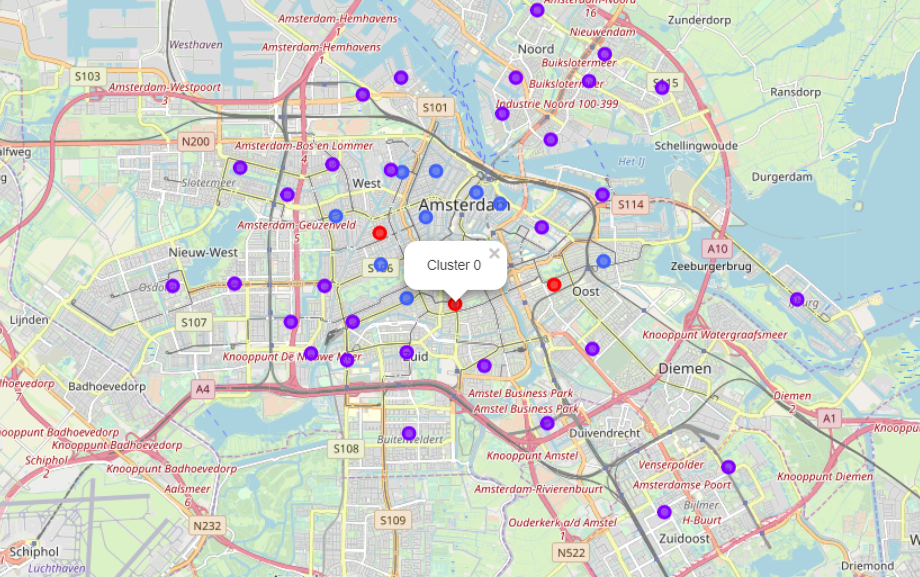 Amsterdam-Noord
16
Amsterdam-Hemhavens
1
Zunderdorp
Nieuwendam
Westhaven
Amsterdam-Hemhavens
1
Noord
Buikslotermeer
S103
Buikslotermeer
S115
Amsterdam-Westpoort
3
Ransdorp
S101
Industrie Noord 100-399
N200
Amsterdam-Bos en Lommer
4
Schellingwoude
Het IJ
Durgerdam
Slotermeer
West
Amsterdam
S114
Amsterdam-Geuzenveld
5
A10
Nieuw-West
Cluster 0
×
Zeeburgerbrug
Oost
Lijnden
S107
Knooppunt Watergraafsmeer
Knooppunt De Nieuwe Meer
Zuid
Diemen
Badhoevedorp
A4
Amstel Business Park
Amstel Business Park
Diemen
2
A1
7
Knooppunt Badhoevedorp
Buitenveldert
Duivendrecht
Knooppunt Badhoevedorp
S108
Knooppunt Amstel
Schiphol
2
Knooppunt Badhoevedorp
Venserpolder
Knooppunt Diemen
Aalsmeer
6
Amsterdam-Rivierenbuurt
Amsterdamse Poort
Bijlmer
H-Buurt
N232
S109
Ouderkerk a/d Amstel
1
Zuidoost
Schiphol
N522
Luchthaven
Driemond